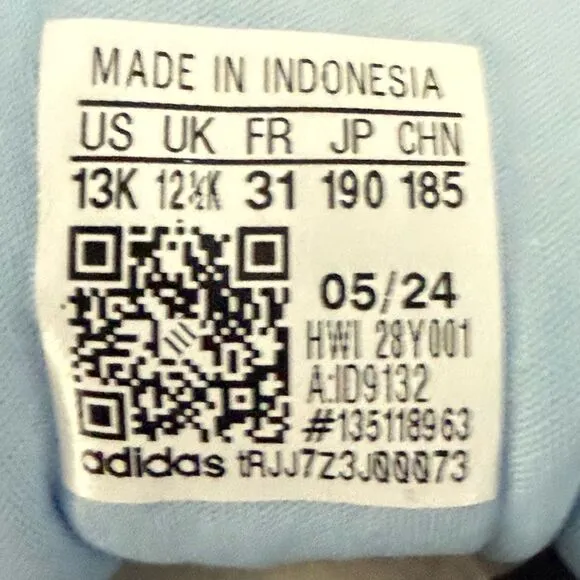 MADE IN INDONESIA
US UK FR JP CHN
13K 12½K 31 190 185
05/24
HWI 28Y001
A:ID9132
#135118963
adidas tRJJ7Z3J00073